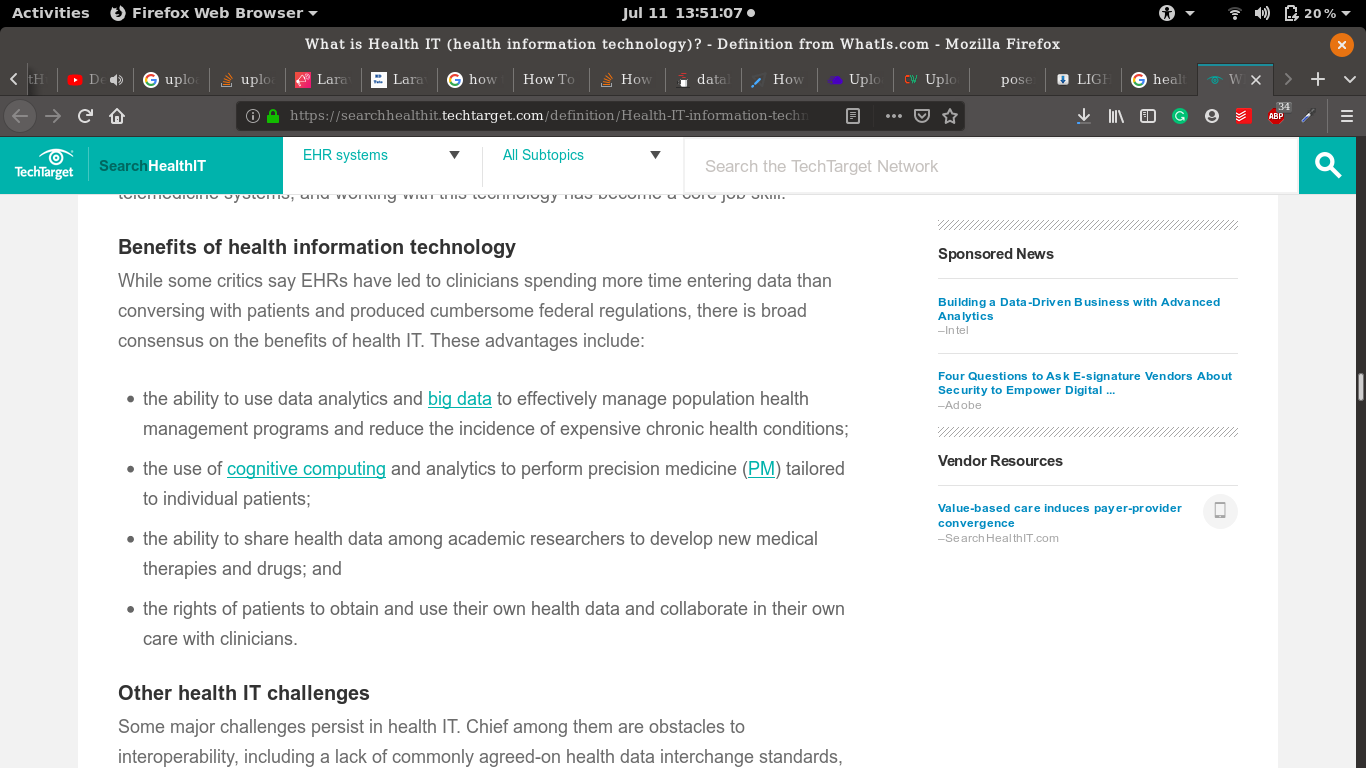 Activities Firefox Web Browser Jul 11 13:51:07 20 %
What is Health IT (health information technology)? - Definition from WhatIs.com - Mozilla Firefox
uplo uplo Lara Lara how How To How data How Uplo Uplo pose LIGH healt W
https://searchhealthit.techtarget.com/definition/Health-IT-information-techn 34
TechTarget SearchHealthIT EHR systems All Subtopics Search the TechTarget Network
telemedicine systems, and working with this technology has become a core job skill.
Benefits of health information technology
While some critics say EHRs have led to clinicians spending more time entering data than
conversing with patients and produced cumbersome federal regulations, there is broad
consensus on the benefits of health IT. These advantages include:
the ability to use data analytics and big data to effectively manage population health
management programs and reduce the incidence of expensive chronic health conditions;
the use of cognitive computing and analytics to perform precision medicine (PM) tailored
to individual patients;
the ability to share health data among academic researchers to develop new medical
therapies and drugs; and
the rights of patients to obtain and use their own health data and collaborate in their own
care with clinicians.
Other health IT challenges
Some major challenges persist in health IT. Chief among them are obstacles to
interoperability, including a lack of commonly agreed-on health data interchange standards,
Sponsored News
Building a Data-Driven Business with Advanced
Analytics
–Intel
Four Questions to Ask E-signature Vendors About
Security to Empower Digital ...
–Adobe
Vendor Resources
Value-based care induces payer-provider
convergence
–SearchHealthIT.com